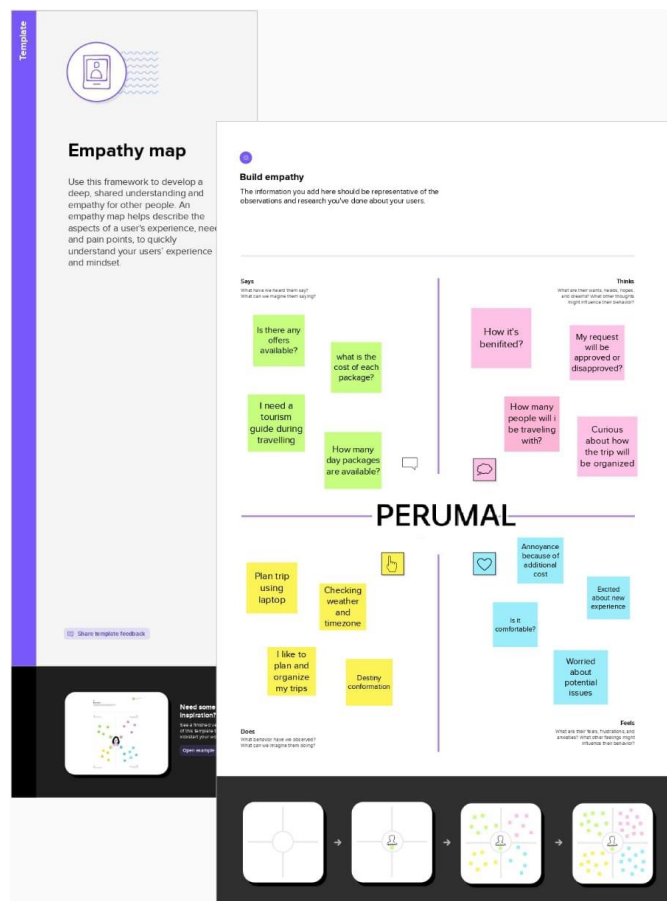 Template
Empathy map
Use this framework to develop a
deep, shared understanding and
empathy for other people. An
empathy map helps describe the
aspects of a user's experience,
and pain points, to quickly
understand your users' experience
and mindset.
Share template feedback
Need some
inspiration?
See a finished
of this template
kickstart your
Open example
Build empathy
The information you add here should be representative of the
observations and research you've done about your users.
Says
What have we heard them say?
What can we imagine them saying?
Is there any
offers
available?
what is the
cost of each
package?
I need a
tourism
guide during
travelling
How many
day packages
are available?
Thinks
What are their wants, needs, hopes,
and dreams? What other thoughts
might influence their behavior?
How it's
benifited?
My request
will be
approved or
disapproved?
How many
people will i
be traveling
with?
Curious
about how
the trip will
be organized
PERUMAL
Plan trip
using
laptop
Checking
weather
and
timezone
I like to
plan and
organize
my trips
Destiny
conformation
Does
What behavior have we observed?
What can we imagine them doing?
Annoyance
because of
additional
cost
Excited
about new
experience
Is it
comfortable?
Worried
about
potential
issues
Feels
What are their fears, frustrations, and
anxieties? What other feelings might
influence their behavior?